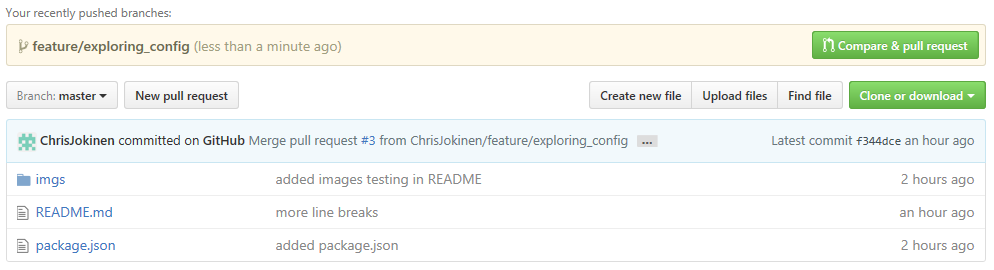 Your recently pushed branches:
feature/exploring_config (less than a minute ago) Compare & pull request
Branch: master New pull request Create new file Upload files Find file Clone or download
ChrisJokinen committed on GitHub Merge pull request #3 from ChrisJokinen/feature/exploring_config ... Latest commit f344dce an hour ago
imgs added images testing in README 2 hours ago
README.md more line breaks an hour ago
package.json added package.json 2 hours ago